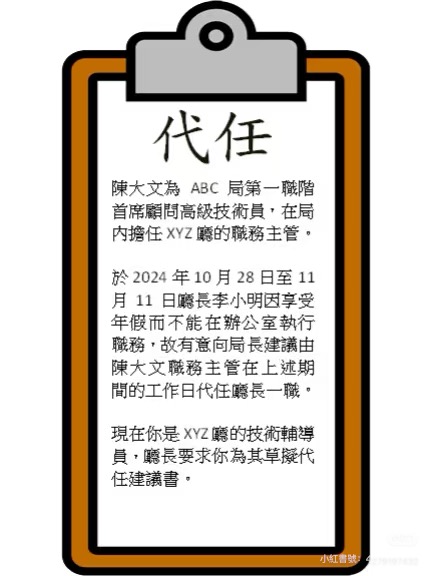 代任
陳大文為 ABC 局第一職階
首席顧問高級技術員，在局
內擔任 XYZ 廳的職務主管。
於 2024 年 10 月 28 日至 11
月 11 日廳長李小明因享受
年假而不能在辦公室執行
職務，故有意向局長建議由
陳大文職務主管在上述期
間的工作日代任廳長一職。
現在你是 XYZ 廳的技術輔導
員，廳長要求你為其草擬代
任建議書。
小紅書號：